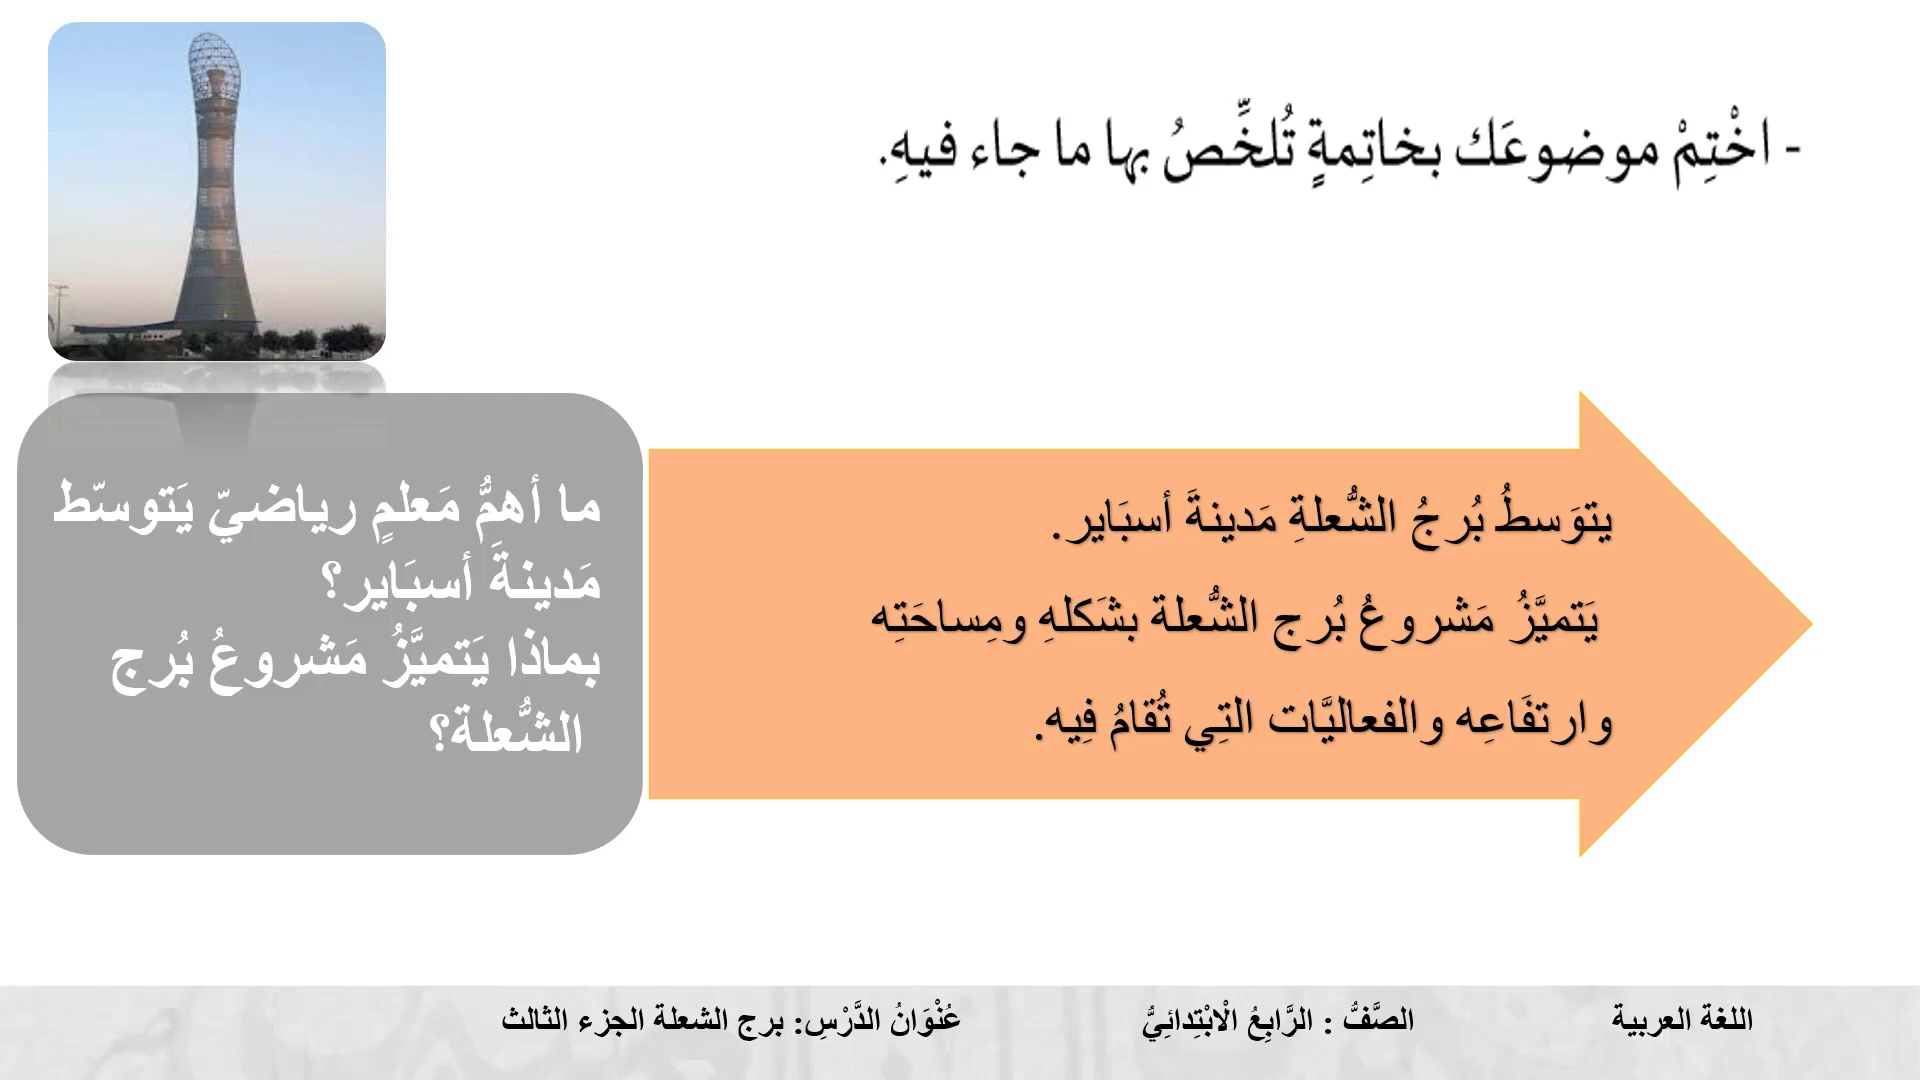 - اخْتِمْ موضوعَك بخاتِمةٍ تُلخِّصُ بها ما جاء فيهِ.
يتوَسطُ بُرجُ الشُّعلةِ مَدينةَ أسبَاير.
يَتميَّزُ مَشروعُ بُرج الشُّعلة بشَكلهِ ومِساحَتِه
وارتفَاعِه والفعاليَّات التِي تُقامُ فِيه.
ما أهمُّ مَعلمٍ رياضيّ يَتوسّط
مَدينةَ أسبَاير؟
بماذا يَتميَّزُ مَشروعُ بُرج
الشُّعلة؟
اللغة العربية
الصَّفُّ : الرَّابِعُ الْابْتِدائِيُّ
عُنْوَانُ الدَّرْسِ: برج الشعلة الجزء الثالث